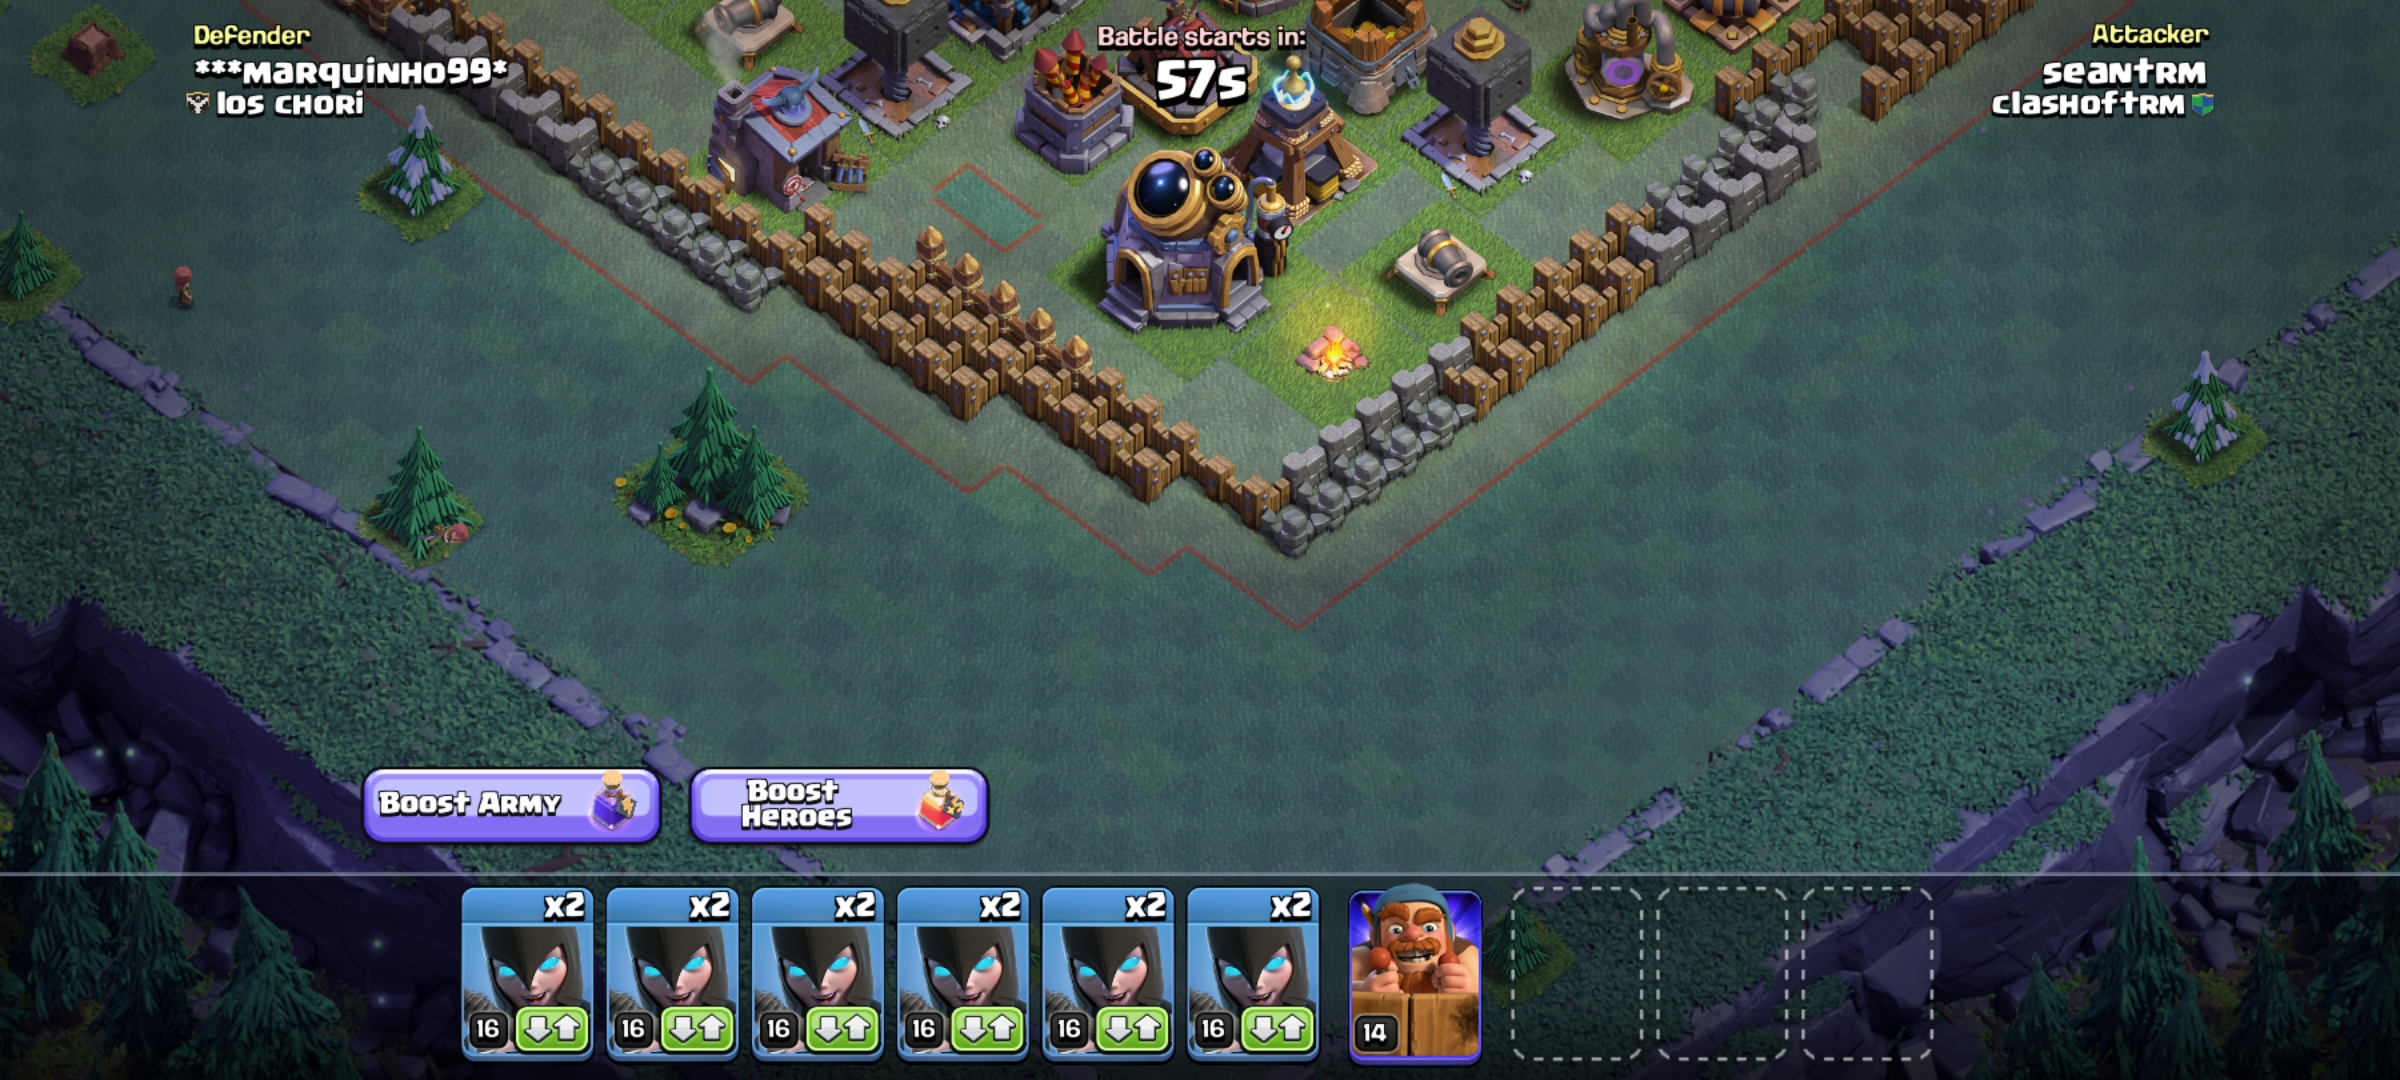 Defender
***marquinho99*
los chori
Battle starts in:
57s
Attacker
seantRM
clashoftRM
VIII
Boost Army
Boost
Heroes
x2 x2 x2 x2 x2 x2
16 16 16 16 16 16 14